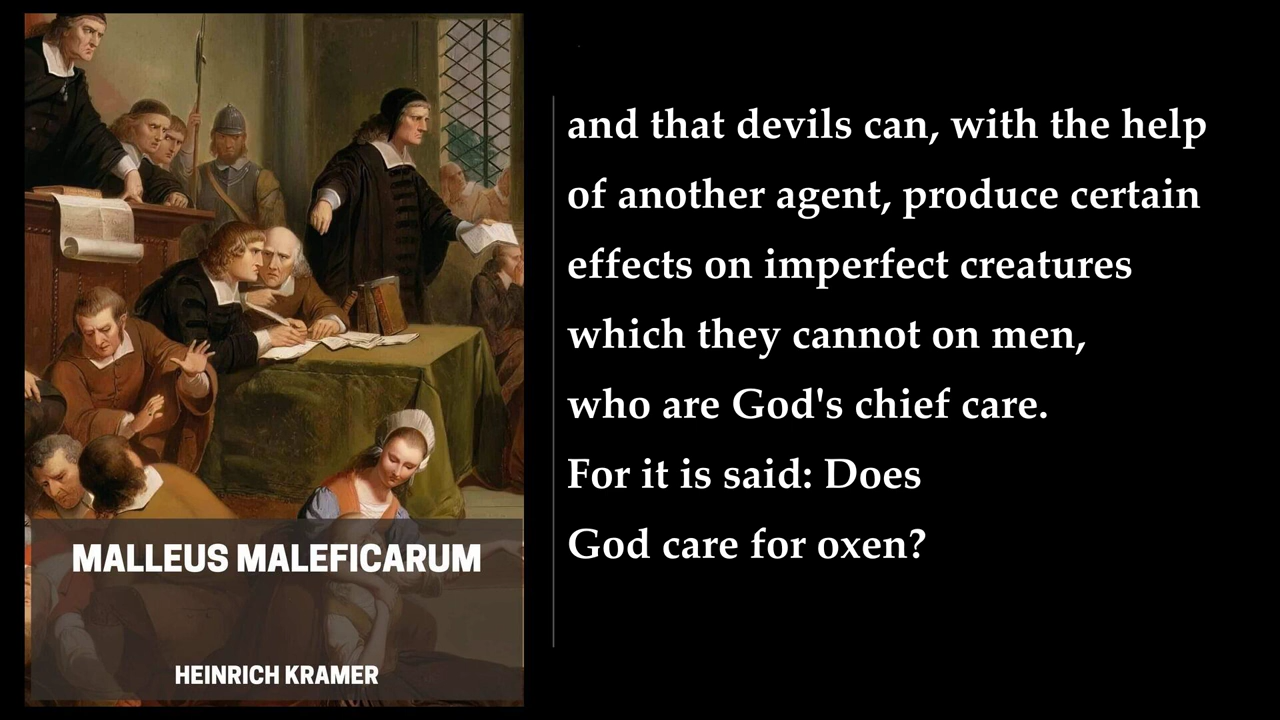 and that devils can, with the help
of another agent, produce certain
effects on imperfect creatures
which they cannot on men,
who are God's chief care.
For it is said: Does
God care for oxen?
MALLEUS MALEFICARUM
HEINRICH KRAMER